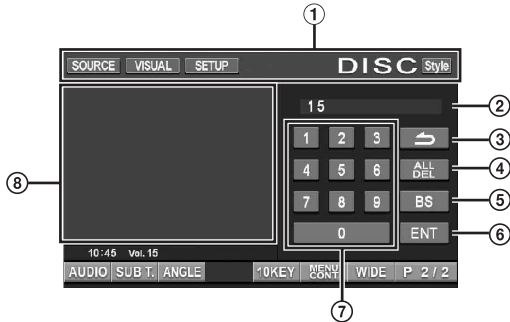 1
SOURCE VISUAL SETUP DISC Style
15 2
1 2 3 3
4 5 6 ALL DEL 4
8
7 8 9 BS 5
0 ENT 6
10:45 Vol. 15
AUDIO SUB T. ANGLE 10KEY MENU CONT WIDE P 2/2
7